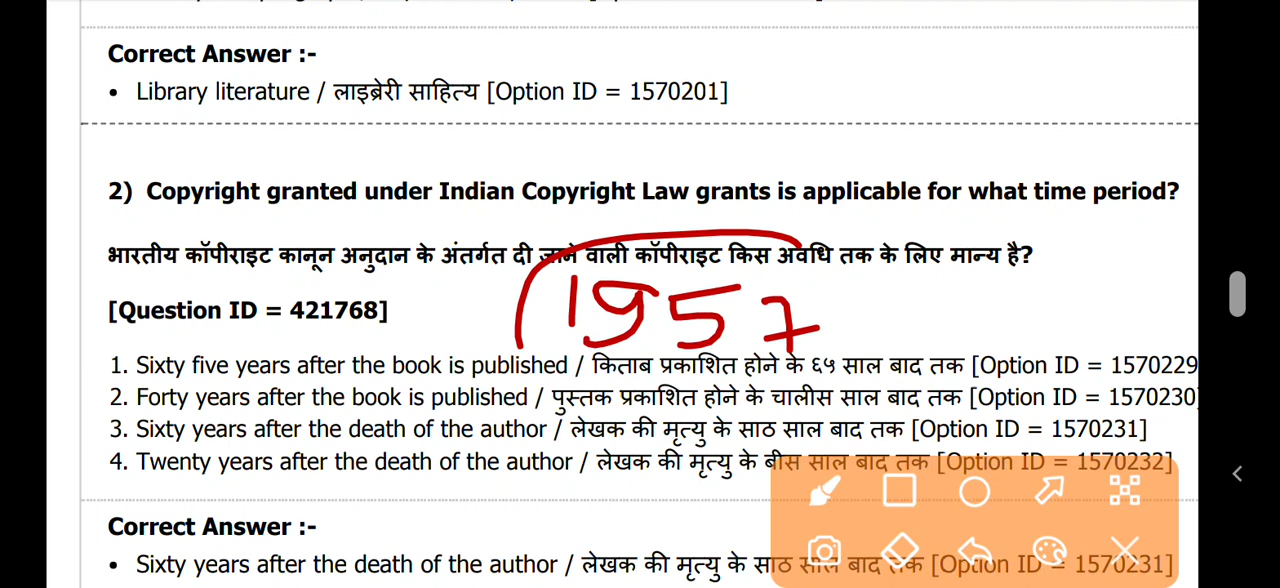 Correct Answer :-
• Library literature / लाइब्रेरी साहित्य [Option ID = 1570201]
2) Copyright granted under Indian Copyright Law grants is applicable for what time period?
भारतीय कॉपीराइट कानून अनुदान के अंतर्गत दी जाने वाली कॉपीराइट किस अवधि तक के लिए मान्य है?
1957
[Question ID = 421768]
1. Sixty five years after the book is published / किताब प्रकाशित होने के ६५ साल बाद तक [Option ID = 1570229
2. Forty years after the book is published / पुस्तक प्रकाशित होने के चालीस साल बाद तक [Option ID = 1570230]
3. Sixty years after the death of the author / लेखक की मृत्यु के साठ साल बाद तक [Option ID = 1570231]
4. Twenty years after the death of the author / लेखक की मृत्यु के बीस साल बाद तक [Option ID = 1570232]
Correct Answer :-
• Sixty years after the death of the author / लेखक की मृत्यु के साठ साल बाद तक [Option ID = 1570231]